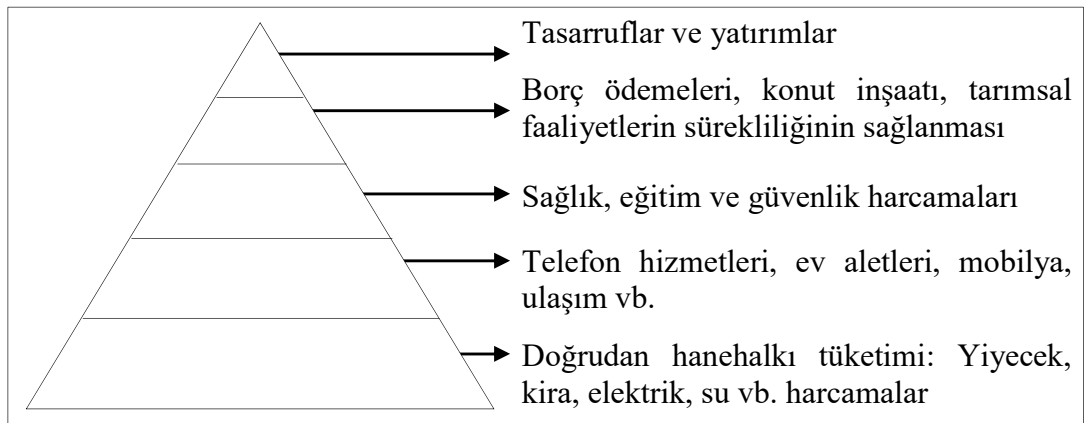 Tasarruflar ve yatırımlar
Borç ödemeleri, konut inşaatı, tarımsal
faaliyetlerin sürekliliğinin sağlanması
Sağlık, eğitim ve güvenlik harcamaları
Telefon hizmetleri, ev aletleri, mobilya,
ulaşım vb.
Doğrudan hanehalkı tüketimi: Yiyecek,
kira, elektrik, su vb. harcamalar